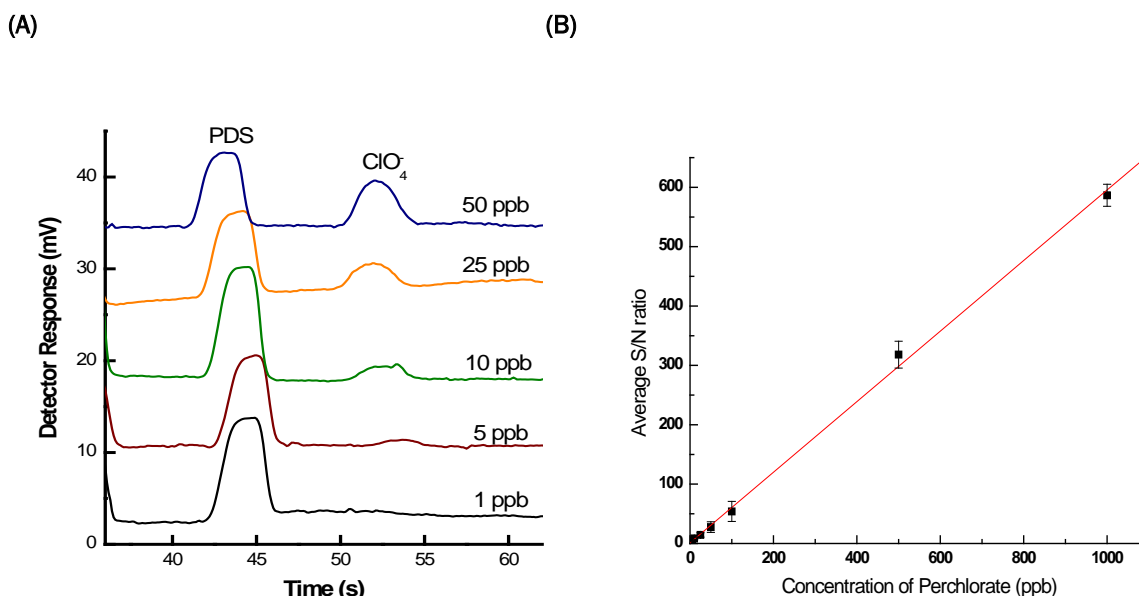 (A)
(B)
PDS
ClO4-
50 ppb
25 ppb
10 ppb
5 ppb
1 ppb
40
30
20
10
0
40
45
50
55
60
Detector Response (mV)
Time (s)
600
500
400
300
200
100
0
0
200
400
600
800
1000
Average S/N ratio
Concentration of Perchlorate (ppb)